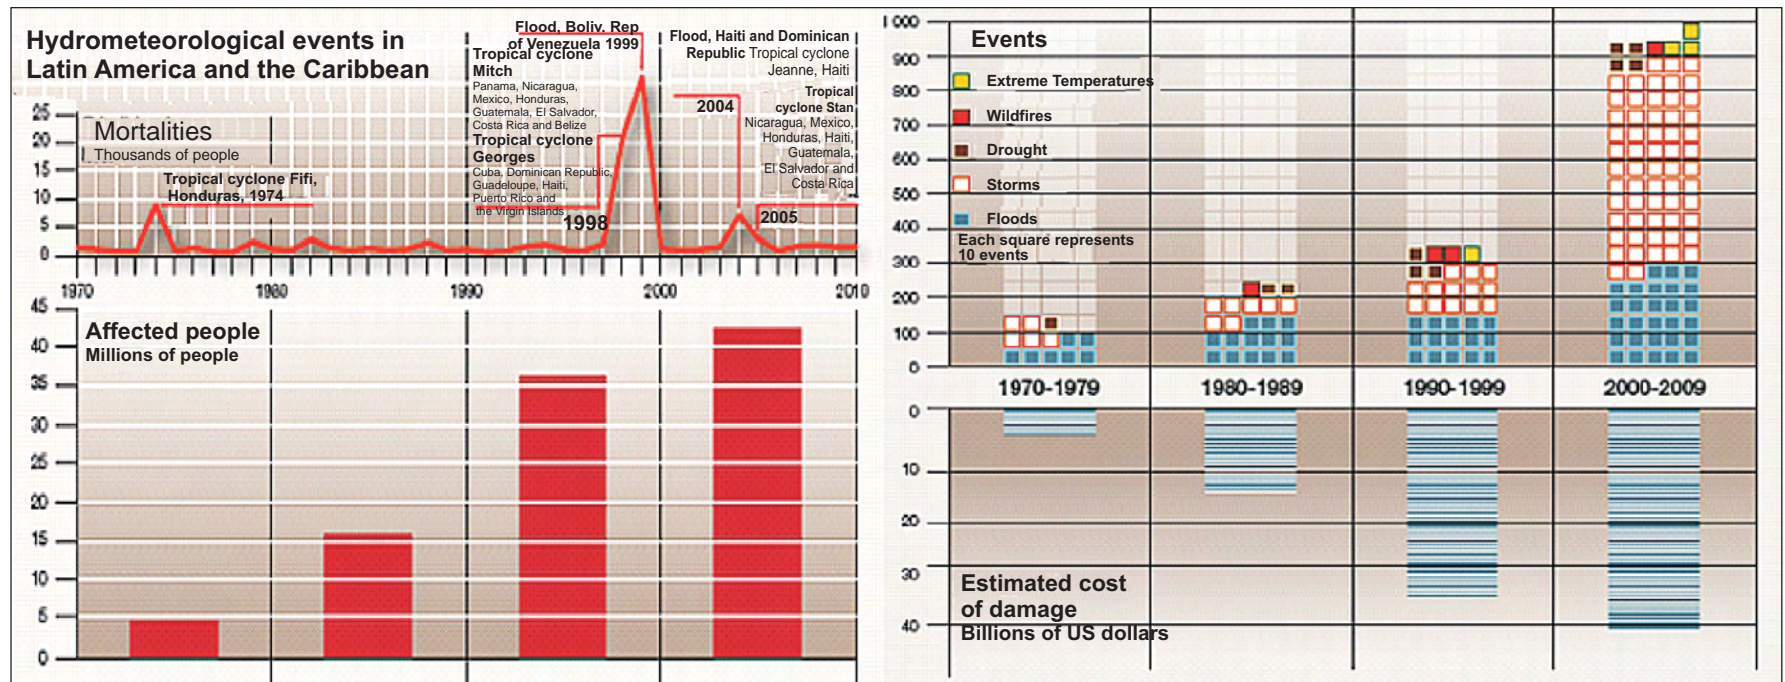 Hydrometeorological events in
Latin America and the Caribbean
25
20
15
10
5
0
Mortalities
Thousands of people
Tropical cyclone Fifi,
Honduras, 1974
Flood, Boliv. Rep
of Venezuela 1999
Tropical cyclone
Mitch
Panama, Nicaragua,
Mexico, Honduras,
Guatemala, El Salvador,
Costa Rica and Belize
Tropical cyclone
Georges
Cuba, Dominican Republic,
Guadeloupe, Haiti,
Puerto Rico and
the Virgin Islands
1998
Flood, Haiti and Dominican
Republic Tropical cyclone
Jeanne, Haiti
2004
Tropical
cyclone Stan
Nicaragua, Mexico,
Honduras, Haiti,
Guatemala,
El Salvador and
Costa Rica
2005
1970 1980 1990 2000 2010
Affected people
Millions of people
45
40
35
30
25
20
15
10
5
0
Events
Extreme Temperatures
Wildfires
Drought
Storms
Floods
Each square represents
10 events
1000
900
800
700
600
500
400
300
200
100
0
1970-1979 1980-1989 1990-1999 2000-2009
0
10
20
30
40
Estimated cost
of damage
Billions of US dollars